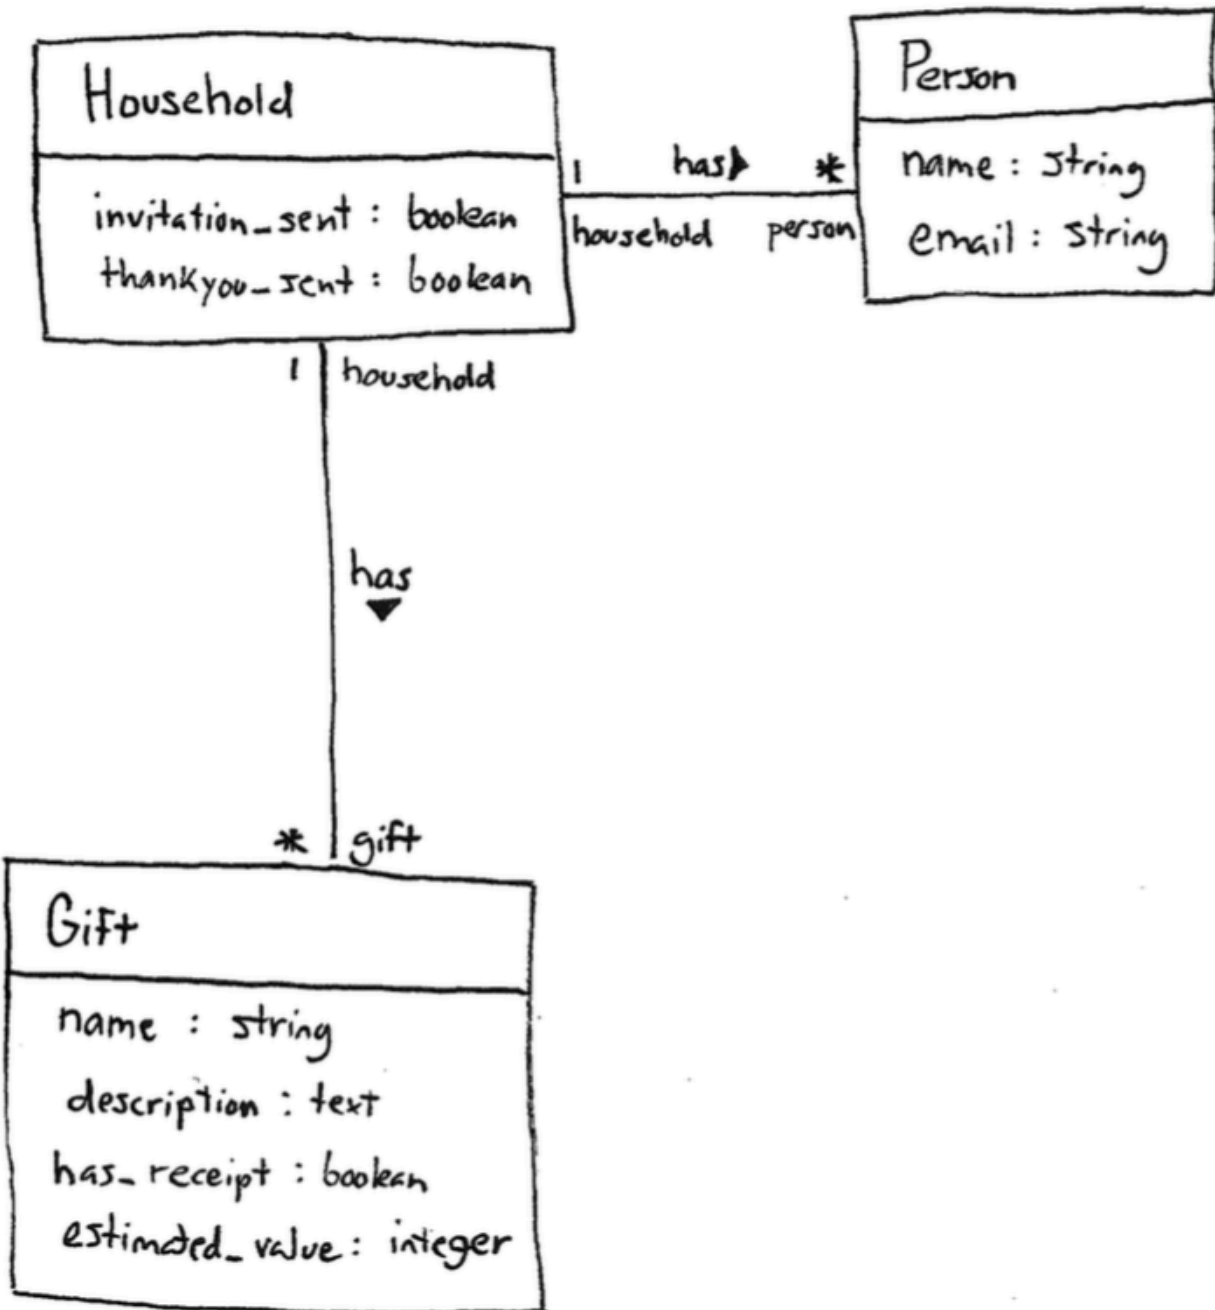 Household
invitation_sent : boolean
thankyou_sent : boolean
Person
name : string
email : string
1 has▶ *
household person
1 household
has
▼
* gift
Gift
name : string
description : text
has_receipt : boolean
estimated_value : integer